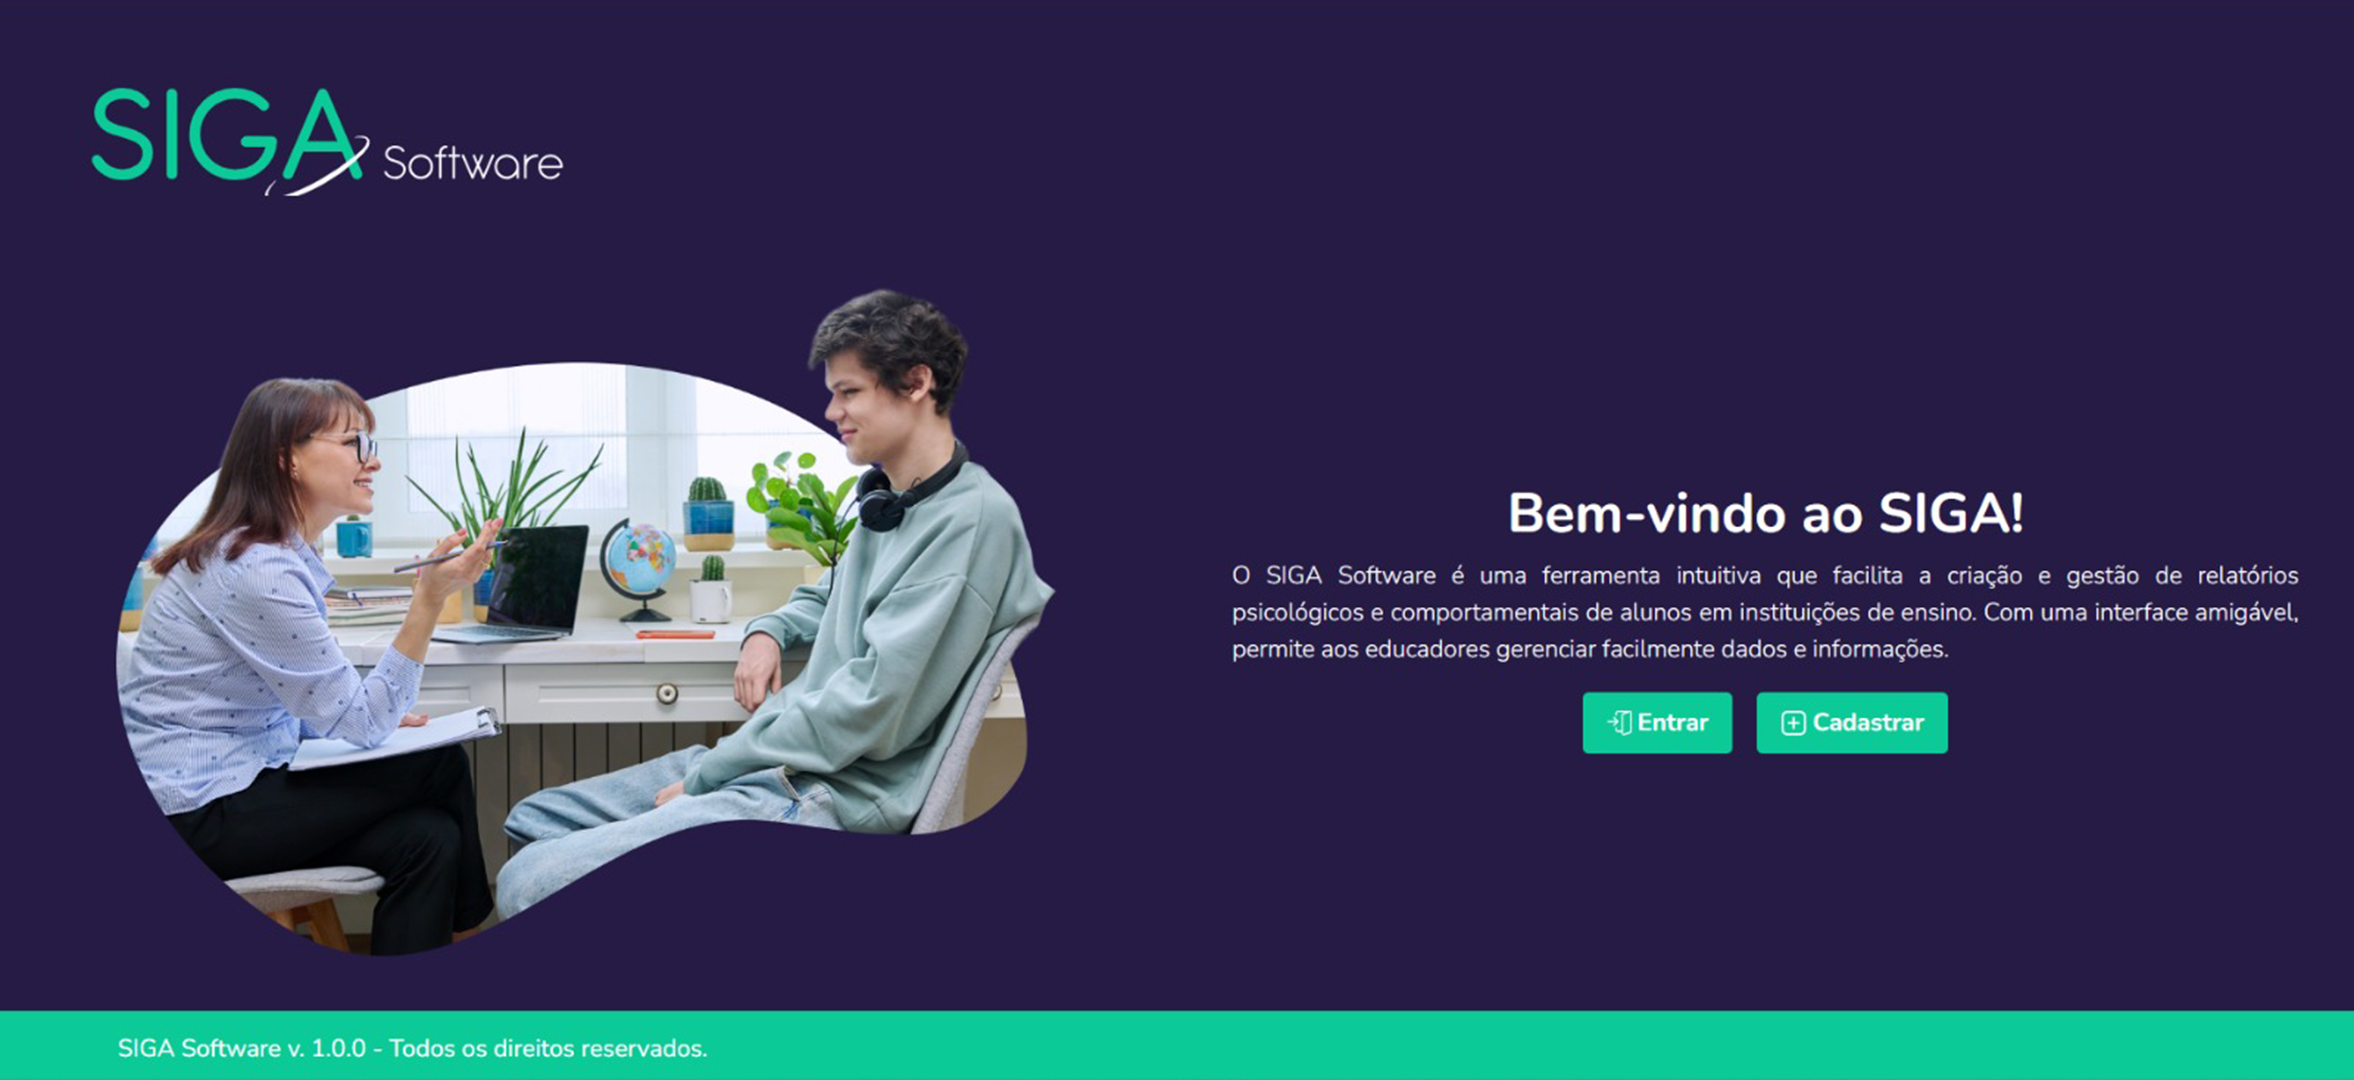 SIGA Software
Bem-vindo ao SIGA!
O SIGA Software é uma ferramenta intuitiva que facilita a criação e gestão de relatórios
psicológicos e comportamentais de alunos em instituições de ensino. Com uma interface amigável,
permite aos educadores gerenciar facilmente dados e informações.
Entrar
Cadastrar
SIGA Software v. 1.0.0 - Todos os direitos reservados.